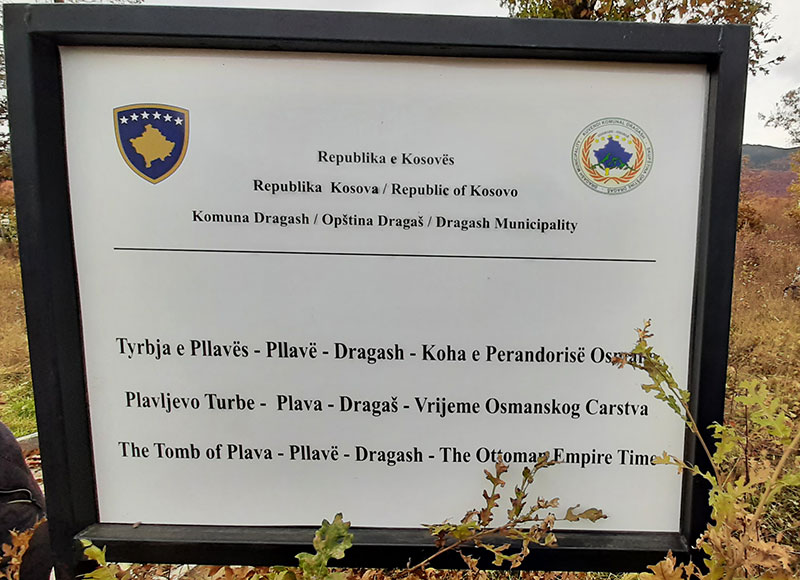 Republika e Kosovës
Republika Kosova / Republic of Kosovo
Komuna Dragash / Opština Dragaš / Dragash Municipality
Tyrbja e Pllavës - Pllavë - Dragash - Koha e Perandorisë
Plavljevo Turbe - Plava - Dragaš - Vrijeme Osmanskog Carstva
The Tomb of Plava - Pllavë - Dragash - The Ottoman Empire Time